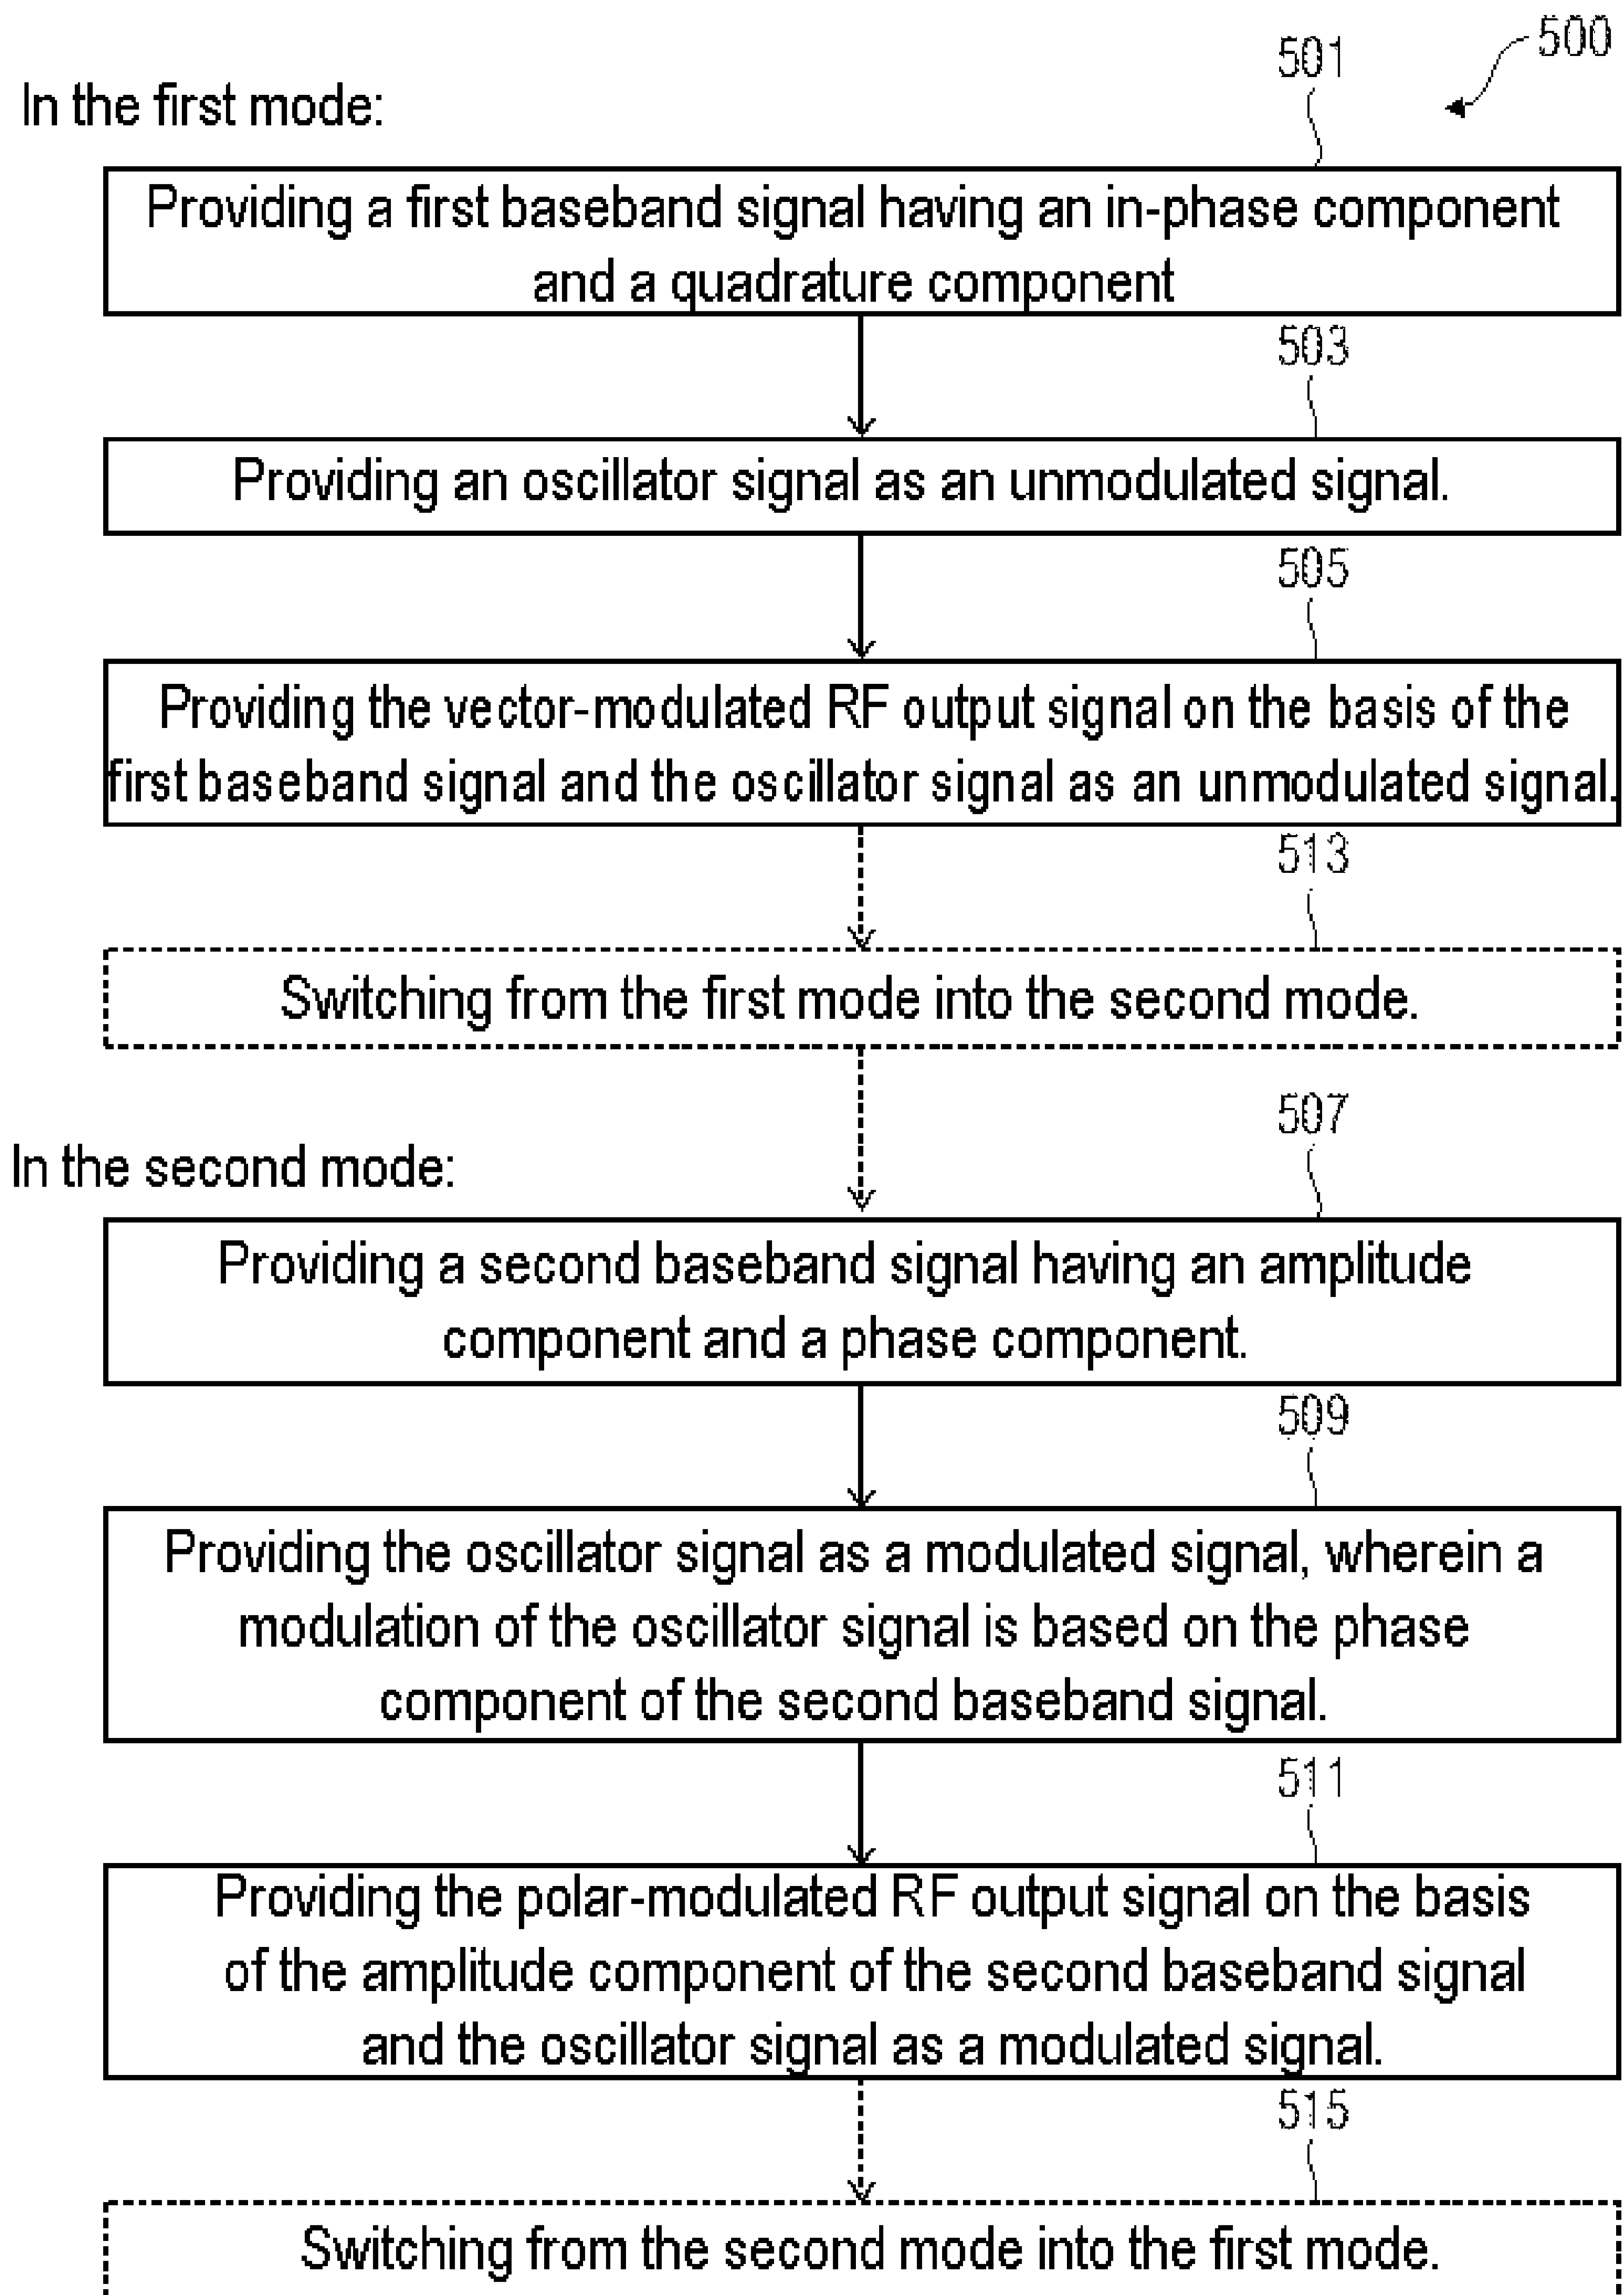 500
501
In the first mode:
Providing a first baseband signal having an in-phase component
and a quadrature component
503
Providing an oscillator signal as an unmodulated signal.
505
Providing the vector-modulated RF output signal on the basis of the
first baseband signal and the oscillator signal as an unmodulated signal.
513
Switching from the first mode into the second mode.
507
In the second mode:
Providing a second baseband signal having an amplitude
component and a phase component.
509
Providing the oscillator signal as a modulated signal, wherein a
modulation of the oscillator signal is based on the phase
component of the second baseband signal.
511
Providing the polar-modulated RF output signal on the basis
of the amplitude component of the second baseband signal
and the oscillator signal as a modulated signal.
515
Switching from the second mode into the first mode.